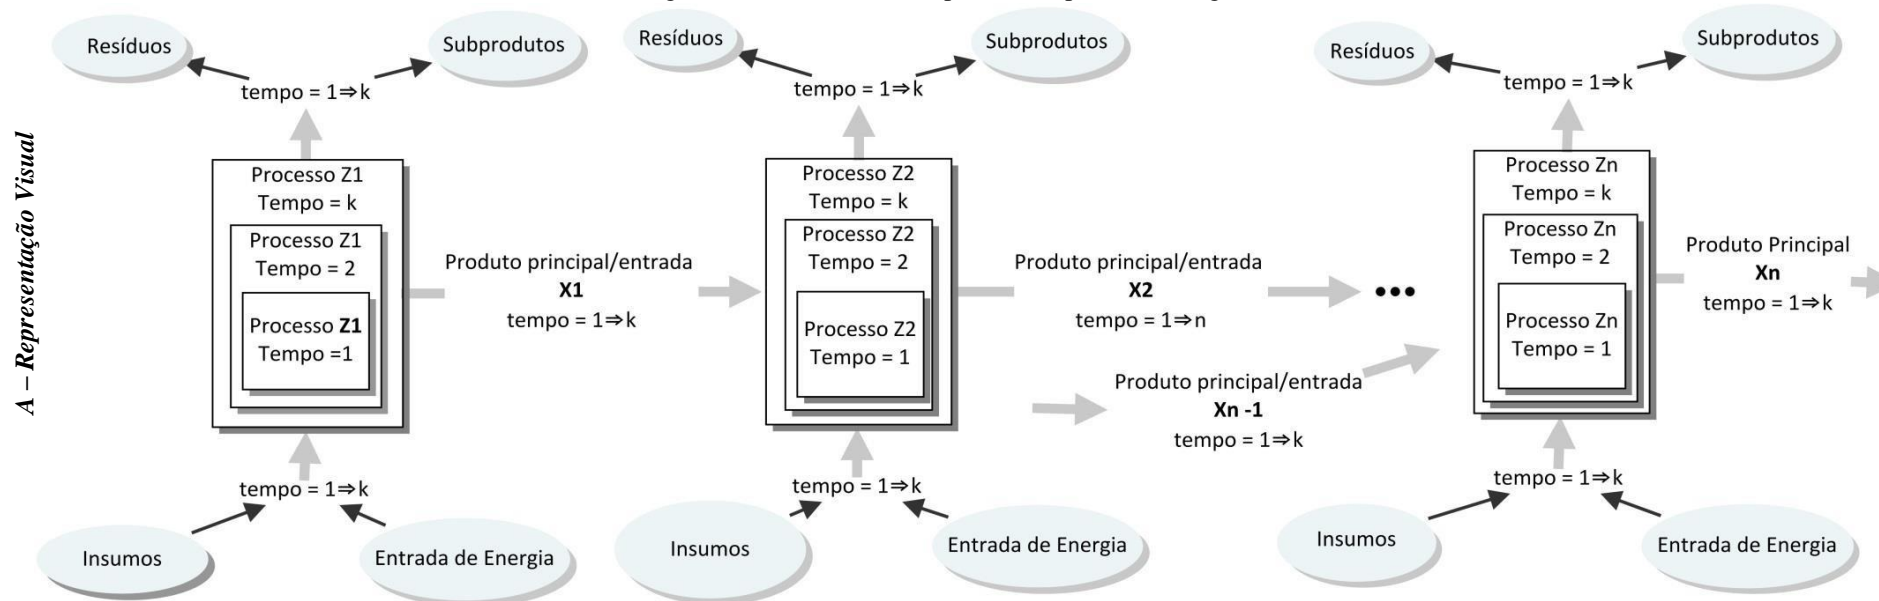 A – Representação Visual
Resíduos
Subprodutos
tempo = 1⇒k
Processo Z1
Tempo = k
Processo Z1
Tempo = 2
Processo Z1
Tempo =1
tempo = 1⇒k
Insumos
Entrada de Energia
Produto principal/entrada
X1
tempo = 1⇒k
Resíduos
Subprodutos
tempo = 1⇒k
Processo Z2
Tempo = k
Processo Z2
Tempo = 2
Processo Z2
Tempo = 1
tempo = 1⇒k
Insumos
Entrada de Energia
Produto principal/entrada
X2
tempo = 1⇒n
•••
Produto principal/entrada
Xn -1
tempo = 1⇒k
Resíduos
Subprodutos
tempo = 1⇒k
Processo Zn
Tempo = k
Processo Zn
Tempo = 2
Processo Zn
Tempo = 1
tempo = 1⇒k
Insumos
Entrada de Energia
Produto Principal
Xn
tempo = 1⇒k